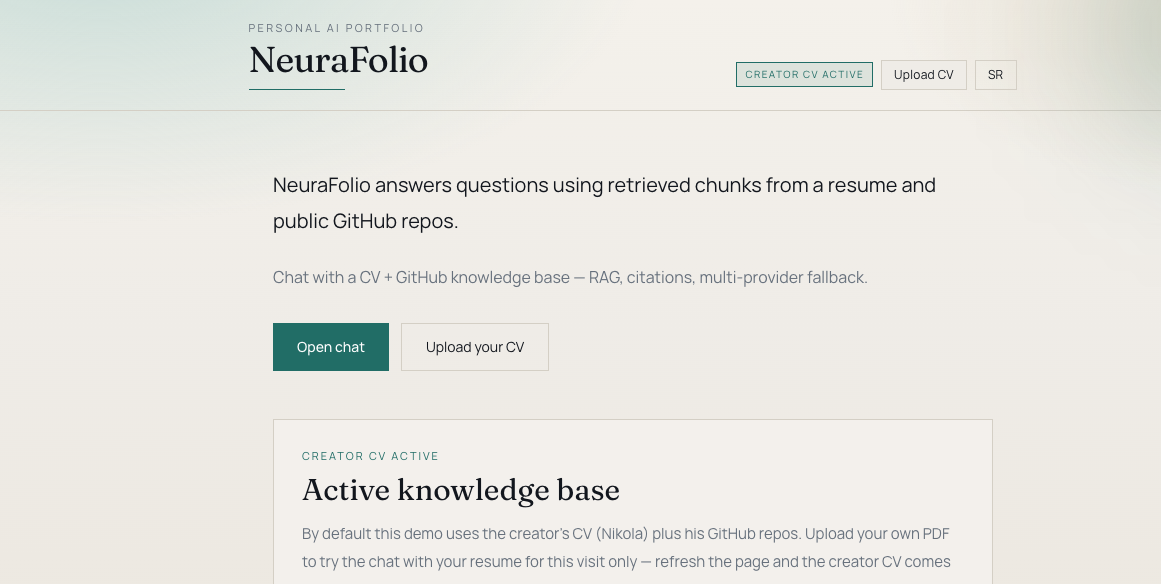 PERSONAL AI PORTFOLIO
NeuraFolio
CREATOR CV ACTIVE
Upload CV
SR
NeuraFolio answers questions using retrieved chunks from a resume and
public GitHub repos.
Chat with a CV + GitHub knowledge base — RAG, citations, multi-provider fallback.
Open chat
Upload your CV
CREATOR CV ACTIVE
Active knowledge base
By default this demo uses the creator's CV (Nikola) plus his GitHub repos. Upload your own PDF
to try the chat with your resume for this visit only — refresh the page and the creator CV comes